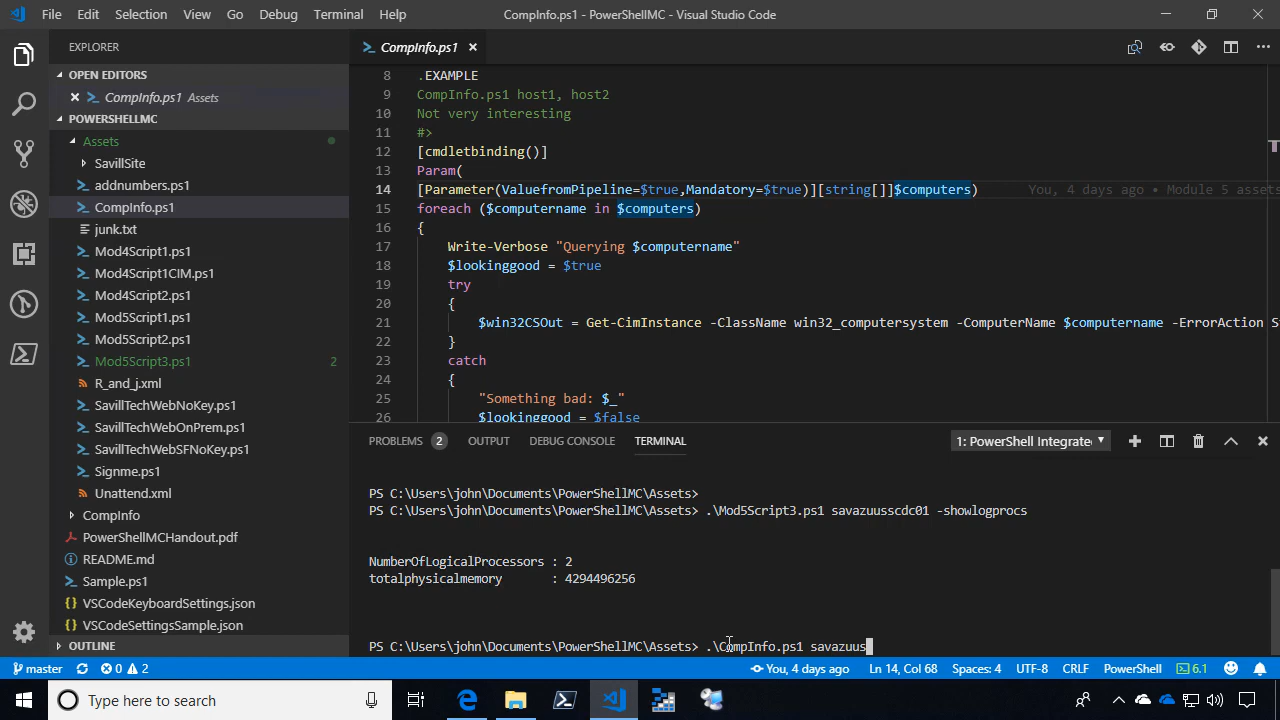 File Edit Selection View Go Debug Terminal Help
CompInfo.ps1 - PowerShellMC - Visual Studio Code
EXPLORER
OPEN EDITORS
CompInfo.ps1 Assets
POWERSHELLMC
Assets
SavillSite
addnumbers.ps1
CompInfo.ps1
junk.txt
Mod4Script1.ps1
Mod4Script1CIM.ps1
Mod4Script2.ps1
Mod5Script1.ps1
Mod5Script2.ps1
Mod5Script3.ps1 2
R_and_j.xml
SavillTechWebNoKey.ps1
SavillTechWebOnPrem.ps1
SavillTechWebSFNoKey.ps1
Signme.ps1
Unattend.xml
CompInfo
PowerShellMCHandout.pdf
README.md
Sample.ps1
VSCodeKeyboardSettings.json
VSCodeSettingsSample.json
OUTLINE
CompInfo.ps1
8 .EXAMPLE
9 CompInfo.ps1 host1, host2
10 Not very interesting
11 #>
12 [cmdletbinding()]
13 Param(
14 [Parameter(ValuefromPipeline=$true,Mandatory=$true)][string[]]$computers) You, 4 days ago • Module 5 assets
15 foreach ($computername in $computers)
16 {
17 Write-Verbose "Querying $computername"
18 $lookinggood = $true
19 try
20 {
21 $win32CSOut = Get-CimInstance -ClassName win32_computersystem -ComputerName $computername -ErrorAction S
22 }
23 catch
24 {
25 "Something bad: $_"
26 $lookinggood = $false
PROBLEMS 2 OUTPUT DEBUG CONSOLE TERMINAL 1: PowerShell Integrate
PS C:\Users\john\Documents\PowerShellMC\Assets>
PS C:\Users\john\Documents\PowerShellMC\Assets> .\Mod5Script3.ps1 savazuusscdc01 -showlogprocs
NumberOfLogicalProcessors : 2
totalphysicalmemory : 4294496256
PS C:\Users\john\Documents\PowerShellMC\Assets> .\CompInfo.ps1 savazuus
master 0 2 You, 4 days ago Ln 14, Col 68 Spaces: 4 UTF-8 CRLF PowerShell 6.1
Type here to search